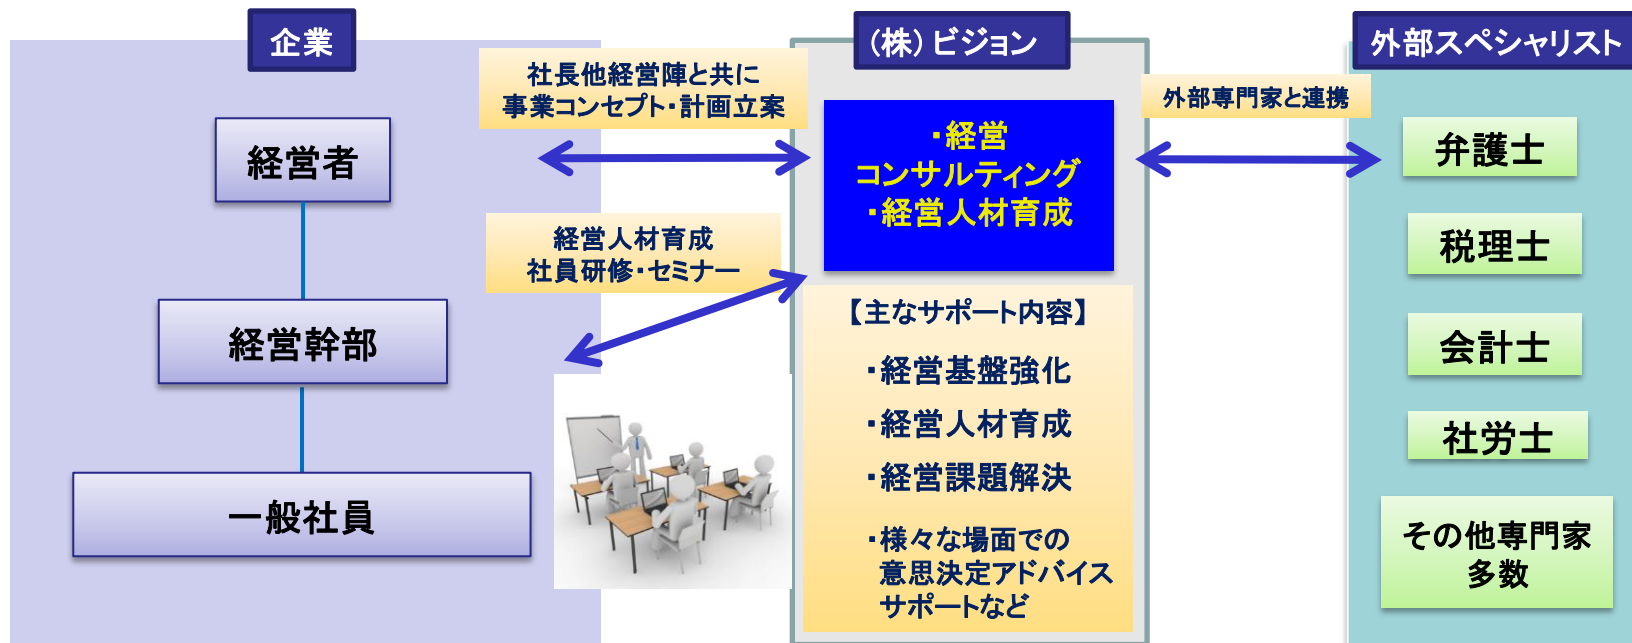 企業
経営者
経営幹部
一般社員
社長他経営陣と共に
事業コンセプト・計画立案
経営人材育成
社員研修・セミナー
(株)ビジョン
・経営
コンサルティング
・経営人材育成
【主なサポート内容】
・経営基盤強化
・経営人材育成
・経営課題解決
・様々な場面での
意思決定アドバイス
サポートなど
外部専門家と連携
外部スペシャリスト
弁護士
税理士
会計士
社労士
その他専門家
多数